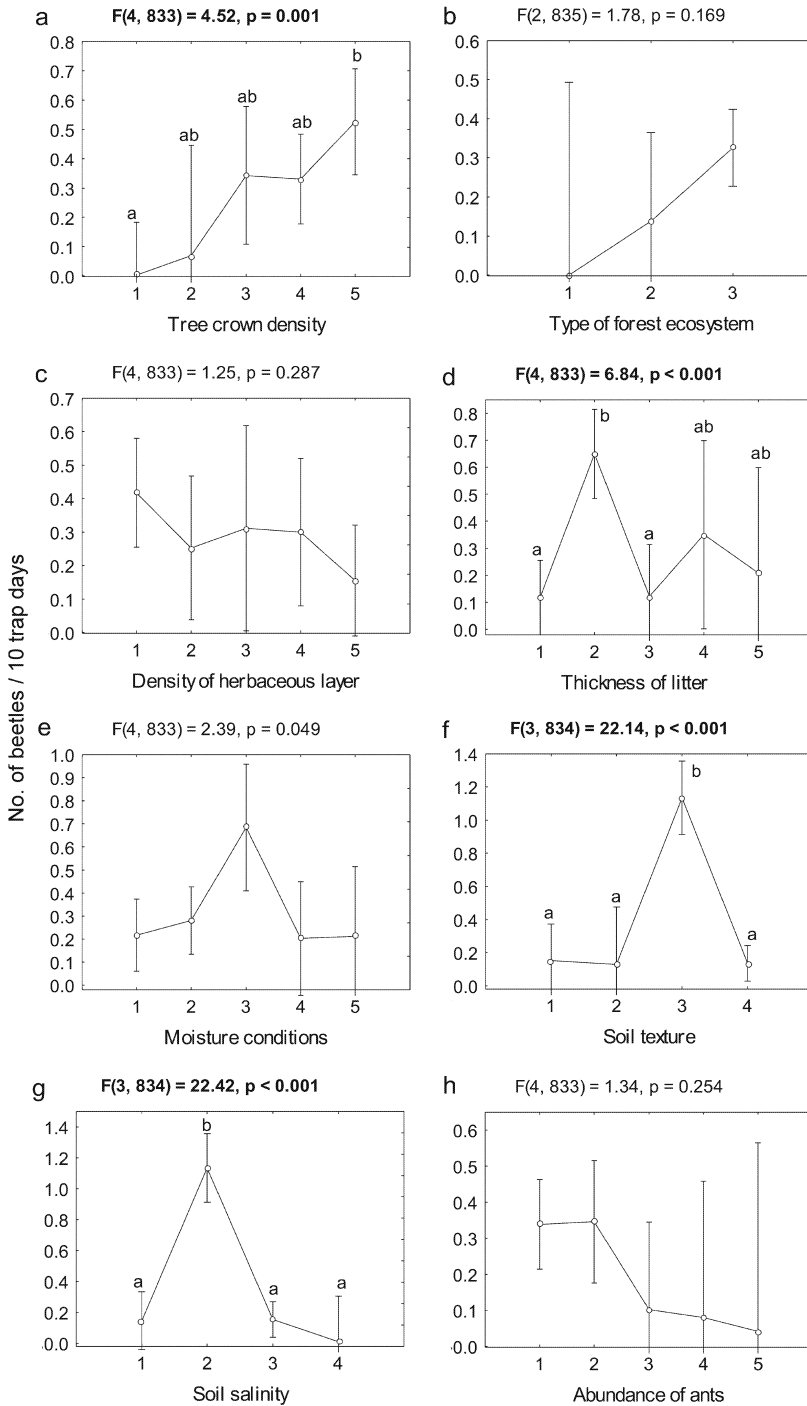 a
F(4, 833) = 4.52, p = 0.001
0.8
0.7
0.6
0.5
0.4
0.3
0.2
0.1
0.0
a
ab
ab
ab
b
1 2 3 4 5
Tree crown density
b
F(2, 835) = 1.78, p = 0.169
0.6
0.5
0.4
0.3
0.2
0.1
0.0
1 2 3
Type of forest ecosystem
c
F(4, 833) = 1.25, p = 0.287
0.7
0.6
0.5
0.4
0.3
0.2
0.1
0.0
1 2 3 4 5
Density of herbaceous layer
d
F(4, 833) = 6.84, p < 0.001
0.8
0.7
0.6
0.5
0.4
0.3
0.2
0.1
0.0
a
b
a
ab
ab
1 2 3 4 5
Thickness of litter
No. of beetles / 10 trap days
e
F(4, 833) = 2.39, p = 0.049
1.0
0.9
0.8
0.7
0.6
0.5
0.4
0.3
0.2
0.1
0.0
1 2 3 4 5
Moisture conditions
f
F(3, 834) = 22.14, p < 0.001
1.4
1.2
1.0
0.8
0.6
0.4
0.2
0.0
a
a
b
a
1 2 3 4
Soil texture
g
F(3, 834) = 22.42, p < 0.001
1.4
1.2
1.0
0.8
0.6
0.4
0.2
0.0
a
b
a
a
1 2 3 4
Soil salinity
h
F(4, 833) = 1.34, p = 0.254
0.6
0.5
0.4
0.3
0.2
0.1
0.0
1 2 3 4 5
Abundance of ants